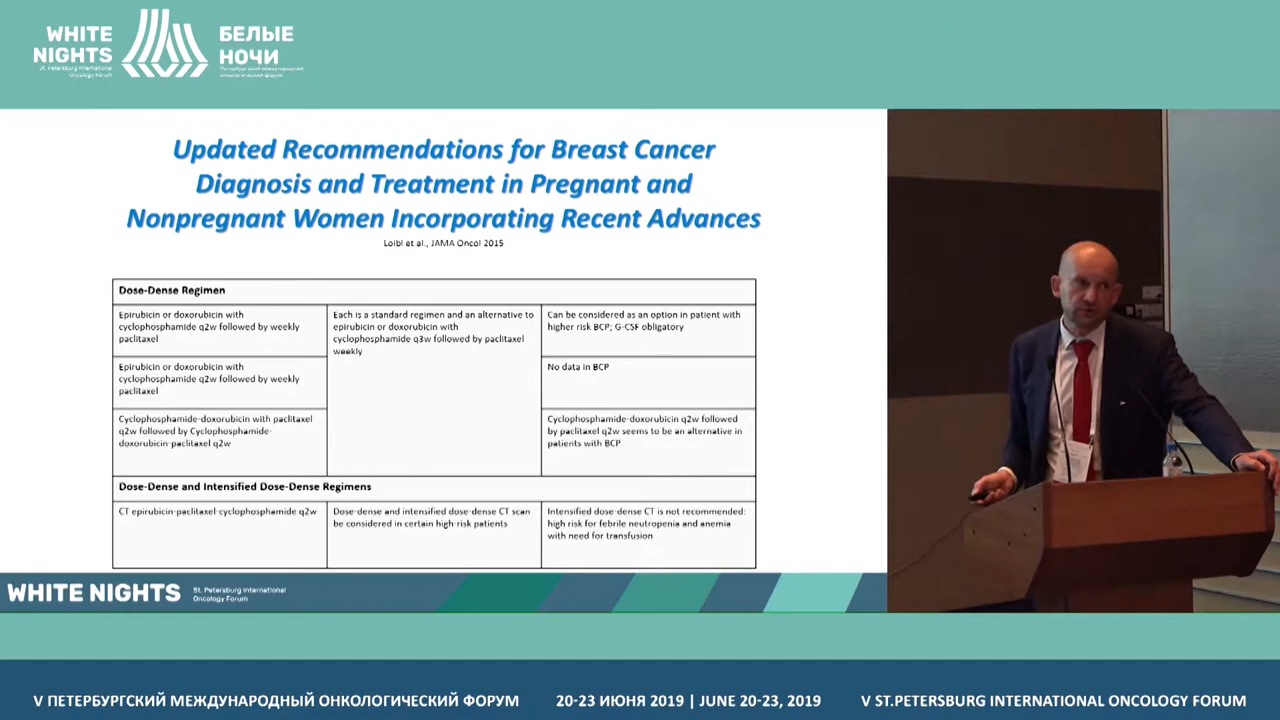 WHITE
NIGHTS
St. Petersburg International
Oncology Forum
БЕЛЫЕ
НОЧИ
Петербургский международный
онкологический форум
Updated Recommendations for Breast Cancer
Diagnosis and Treatment in Pregnant and
Nonpregnant Women Incorporating Recent Advances
Loibl et al., JAMA Oncol 2015
Dose-Dense Regimen
Epirubicin or doxorubicin with
cyclophosphamide q2w followed by weekly
paclitaxel
Each is a standard regimen and an alternative to
epirubicin or doxorubicin with
cyclophosphamide q3w followed by paclitaxel
weekly
Can be considered as an option in patient with
higher risk BCP; G-CSF obligatory
Epirubicin or doxorubicin with
cyclophosphamide q2w followed by weekly
paclitaxel
No data in BCP
Cyclophosphamide-doxorubicin with paclitaxel
q2w followed by Cyclophosphamide-
doxorubicin-paclitaxel q2w
Cyclophosphamide-doxorubicin q2w followed
by paclitaxel q2w seems to be an alternative in
patients with BCP
Dose-Dense and Intensified Dose-Dense Regimens
CT epirubicin-paclitaxel-cyclophosphamide q2w
Dose-dense and intensified dose-dense CT scan
be considered in certain high-risk patients
Intensified dose-dense CT is not recommended:
high risk for febrile neutropenia and anemia
with need for transfusion
WHITE NIGHTS
St. Petersburg International
Oncology Forum
V ПЕТЕРБУРГСКИЙ МЕЖДУНАРОДНЫЙ ОНКОЛОГИЧЕСКИЙ ФОРУМ
20-23 ИЮНЯ 2019 | JUNE 20-23, 2019
V ST.PETERSBURG INTERNATIONAL ONCOLOGY FORUM